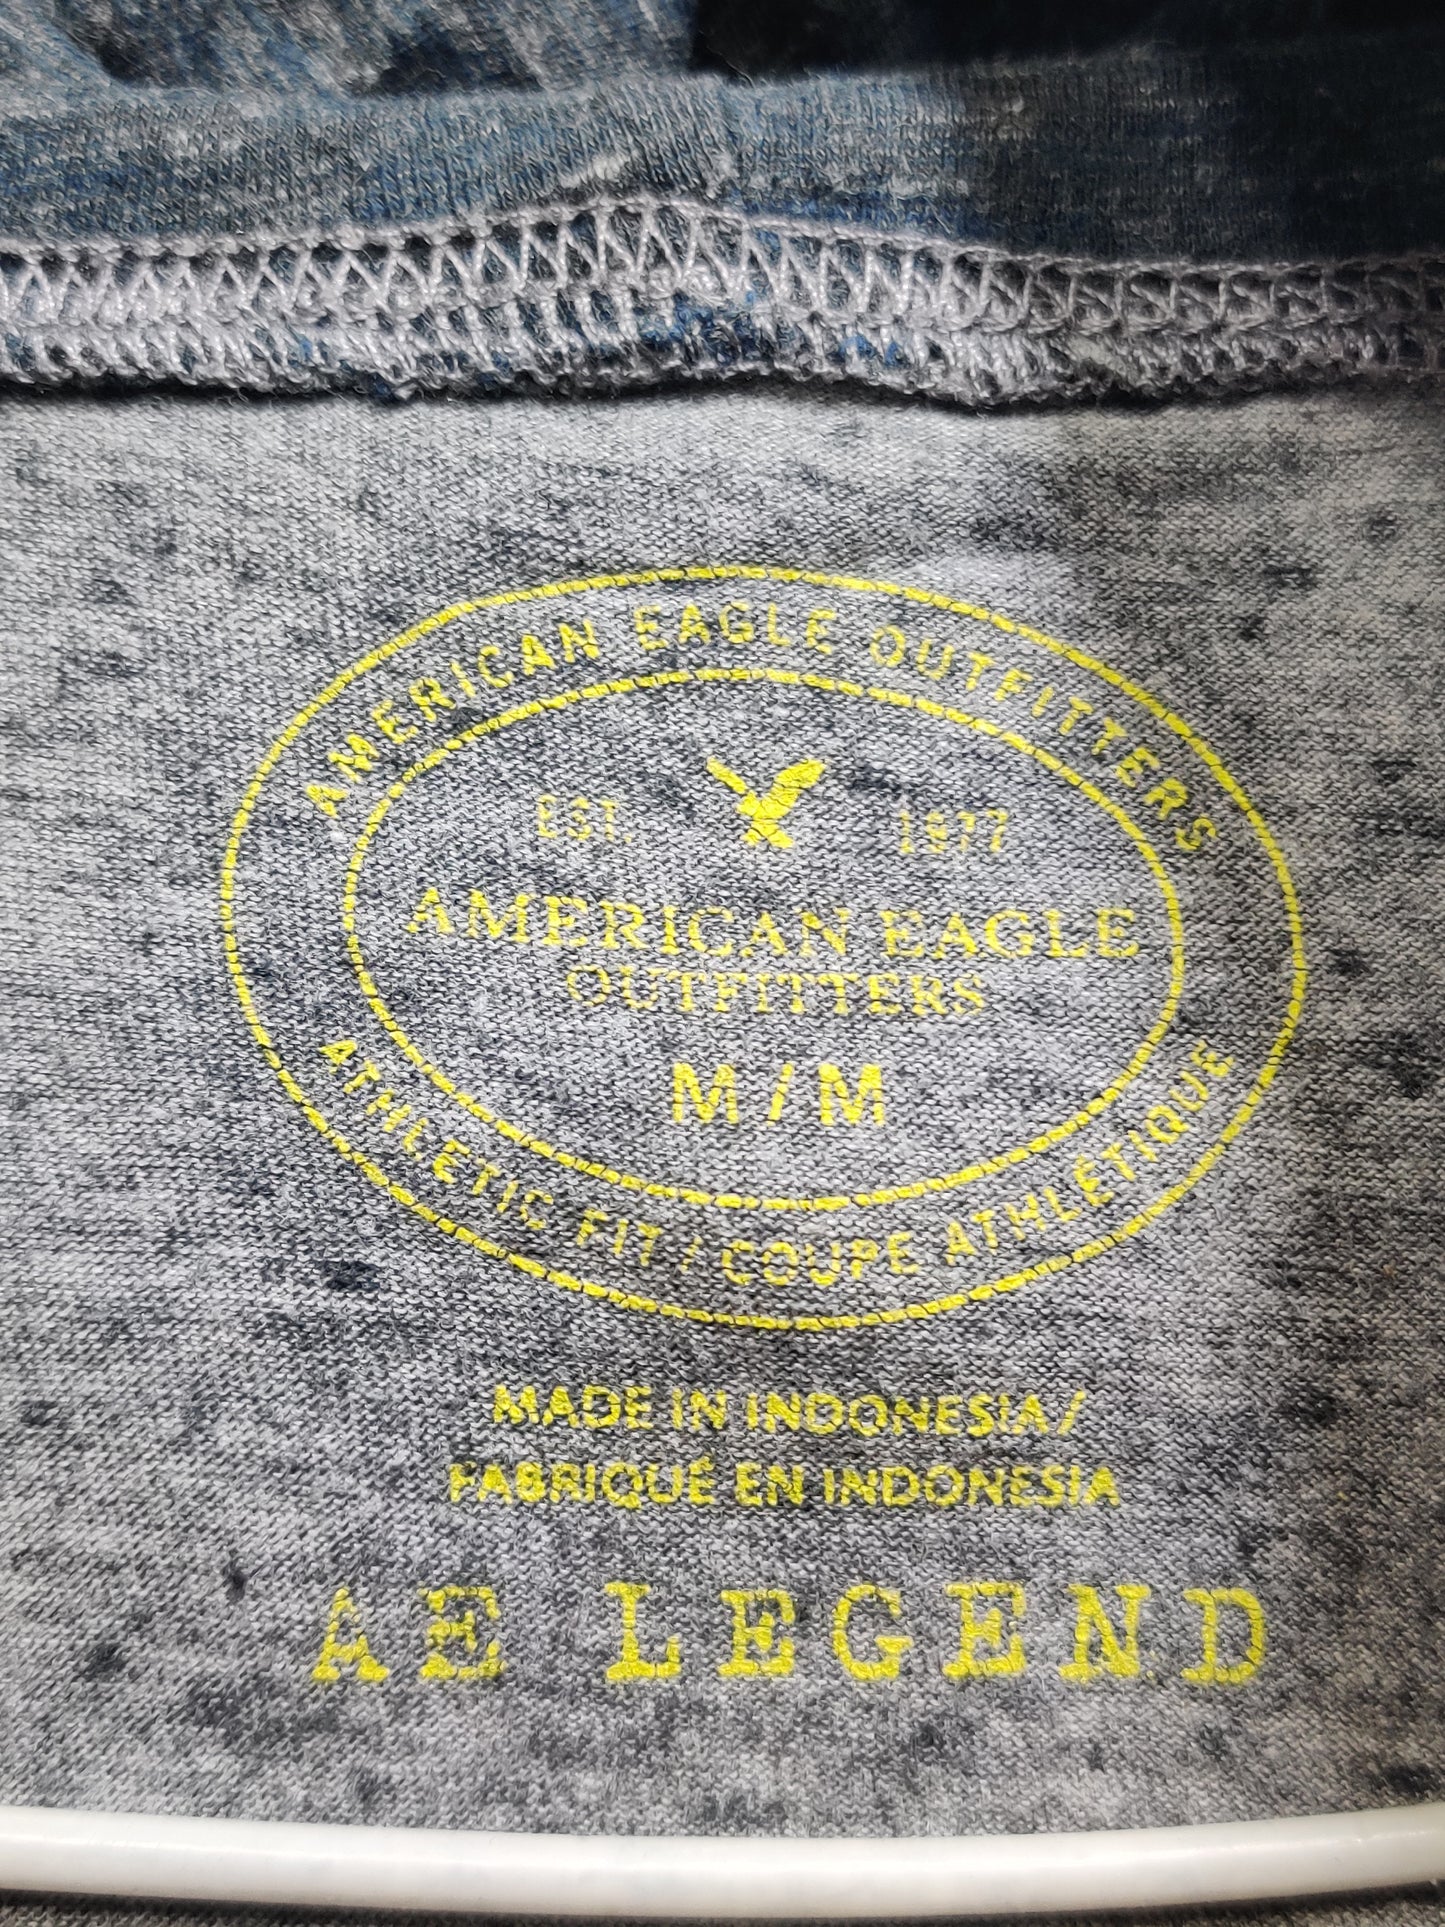 AMERICAN EAGLE OUTFITTERS
EST. 1977
AMERICAN EAGLE
OUTFITTERS
M / M
ATHLETIC FIT / COUPE ATHLÉTIQUE
MADE IN INDONESIA/
FABRIQUÉ EN INDONESIA
AE LEGEND